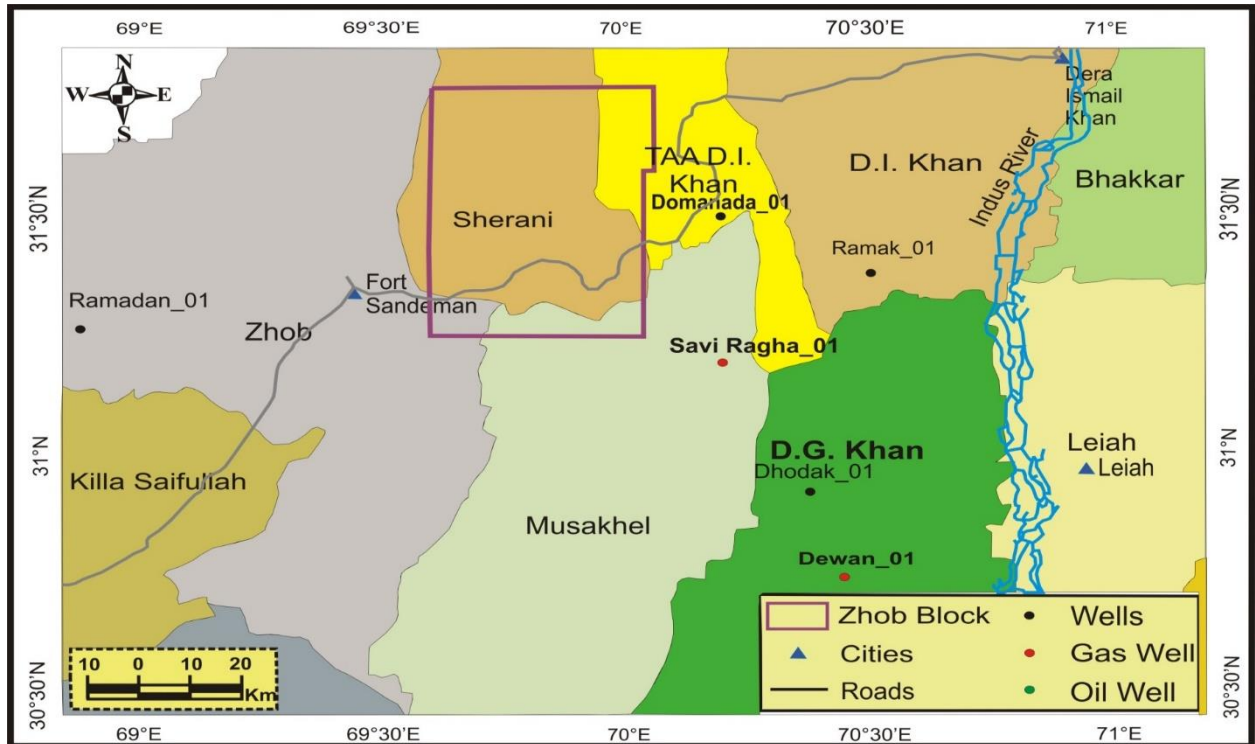 69°E
69°30'E
70°E
70°30'E
71°E
N
W E
S
31°30'N
31°N
30°30'N
Dera
Ismail
Khan
TAA D.I.
Khan
Domanada_01
D.I. Khan
Indus River
Bhakkar
31°30'N
Sherani
Ramak_01
Fort
Sandeman
Ramadan_01
Zhob
Savi Ragha_01
Killa Saifullah
D.G. Khan
Dhodak_01
Leiah
Leiah
31°N
Musakhel
Dewan_01
10 0 10 20
Km
Zhob Block
Wells
Cities
Gas Well
Roads
Oil Well
30°30'N
69°E
69°30'E
70°E
70°30'E
71°E